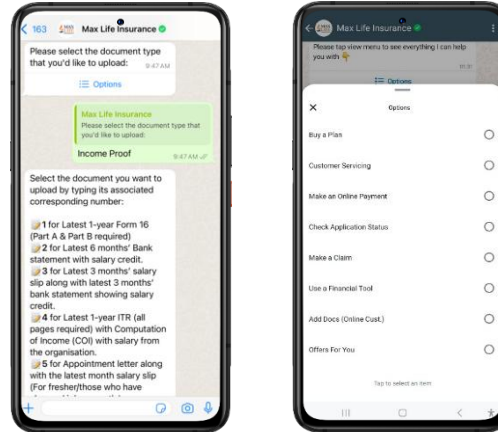 163
Max Life Insurance
Please select the document type
that you'd like to upload:
9:47 AM
Options
Max Life Insurance
Please select the document type that
you'd like to upload:
Income Proof
9:47 AM
Select the document you want to
upload by typing its associated
corresponding number:
1 for Latest 1-year Form 16
(Part A & Part B required)
2 for Latest 6 months' Bank
statement with salary credit.
3 for Latest 3 months' salary
slip along with latest 3 months'
bank statement showing salary
credit.
4 for Latest 1-year ITR (all
pages required) with Computation
of Income (COI) with salary from
the organisation.
5 for Appointment letter along
with the latest month salary slip
(For fresher/those who have
Max Life Insurance
Please tap view menu to see everything I can help
you with
Options
Options
Buy a Plan
Customer Servicing
Make an Online Payment
Check Application Status
Make a Claim
Use a Financial Tool
Add Docs (Online Cust.)
Offers For You
Tap to select an item